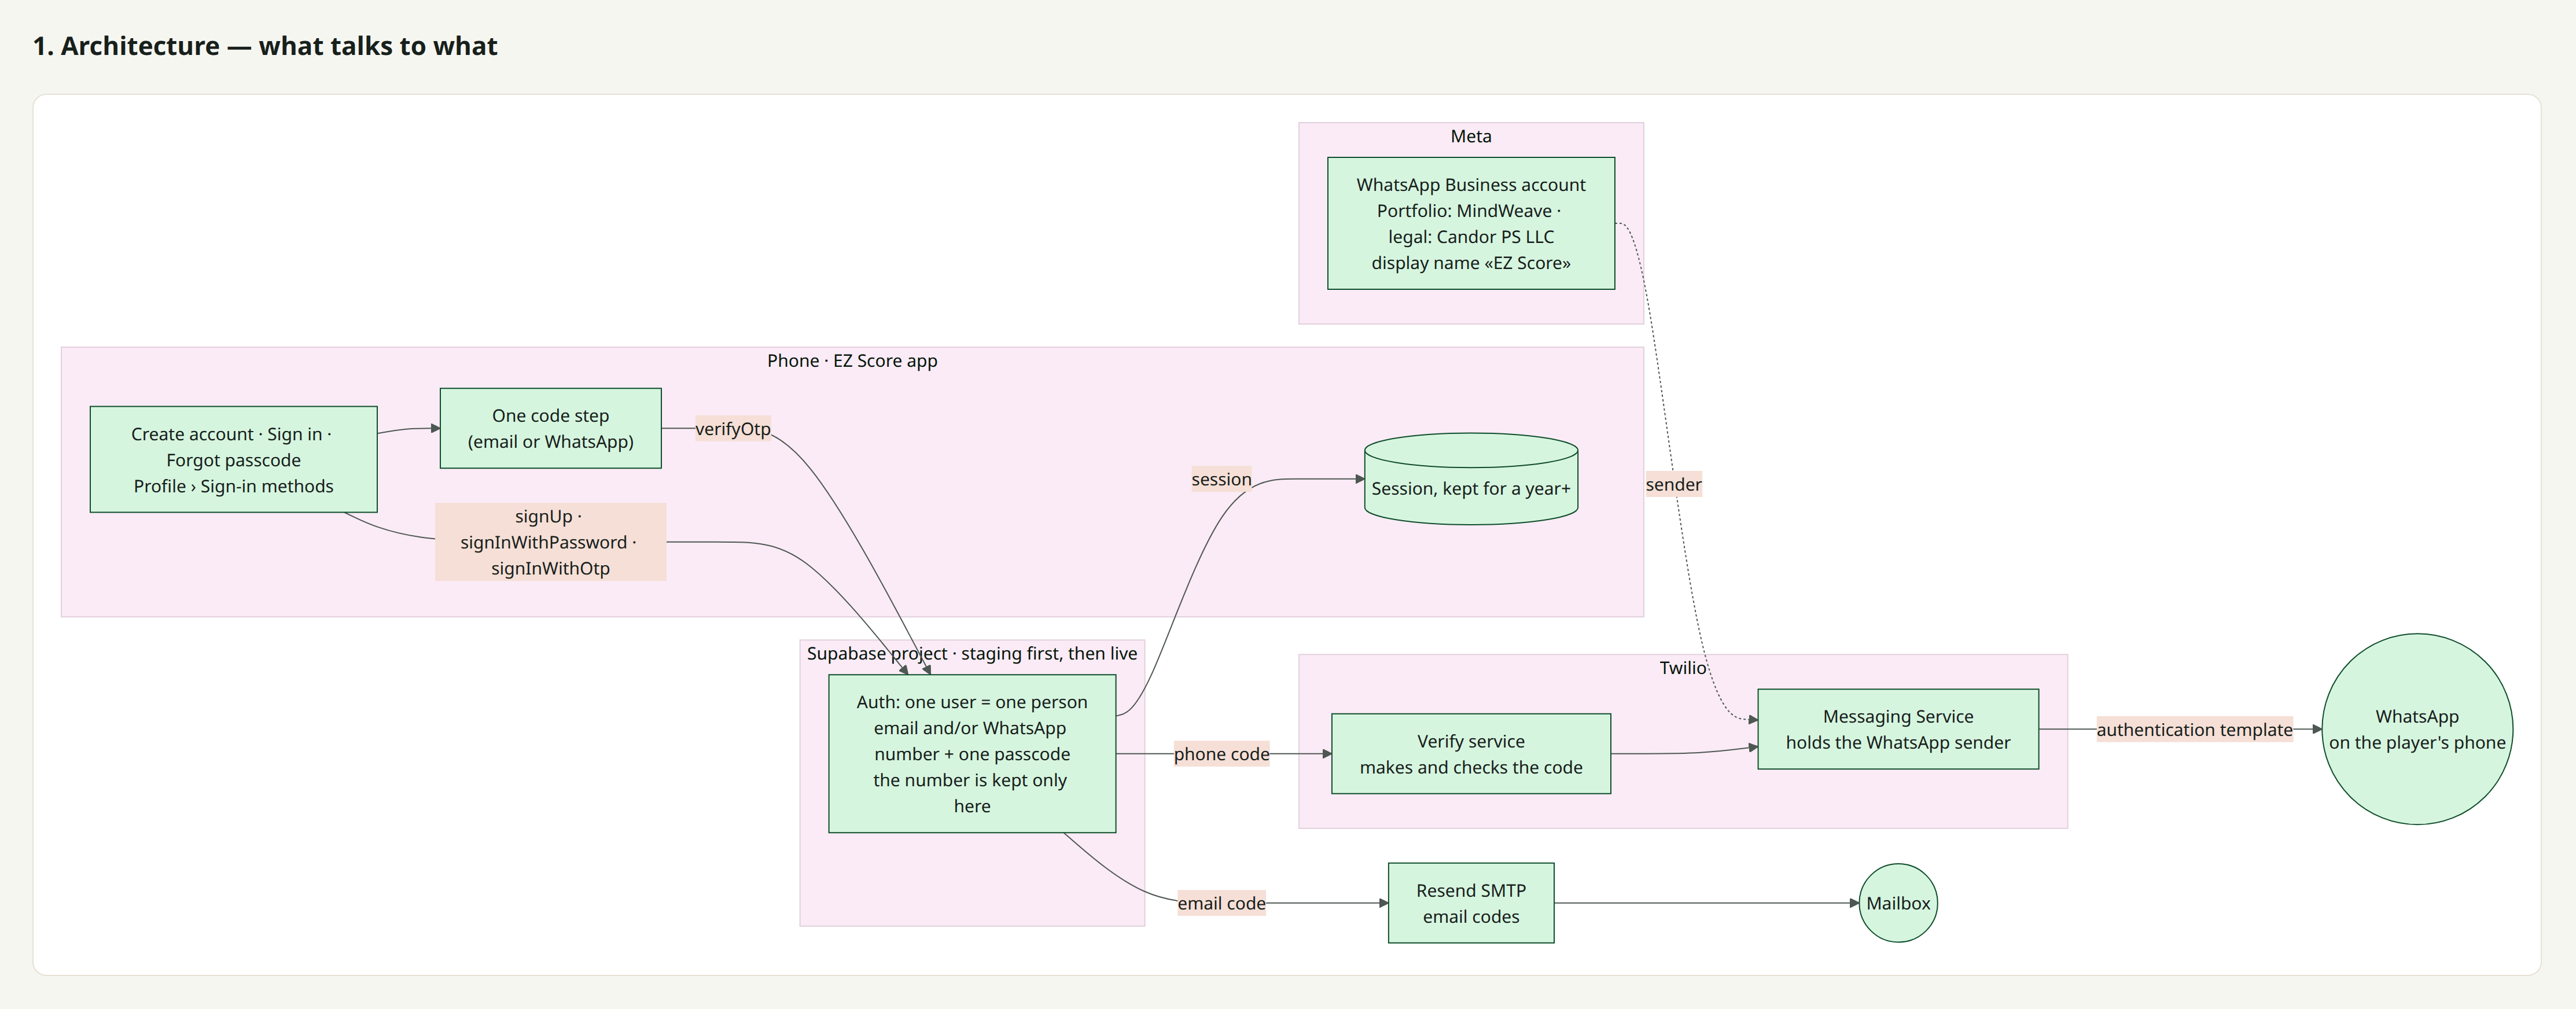 1. Architecture — what talks to what
Meta
WhatsApp Business account
Portfolio: MindWeave ·
legal: Candor PS LLC
display name «EZ Score»
Phone · EZ Score app
Create account · Sign in ·
Forgot passcode
Profile › Sign-in methods
One code step
(email or WhatsApp)
verifyOtp
signUp ·
signInWithPassword ·
signInWithOtp
session
Session, kept for a year+
sender
Supabase project · staging first, then live
Auth: one user = one person
email and/or WhatsApp
number + one passcode
the number is kept only
here
phone code
Twilio
Verify service
makes and checks the code
Messaging Service
holds the WhatsApp sender
authentication template
WhatsApp
on the player's phone
email code
Resend SMTP
email codes
Mailbox